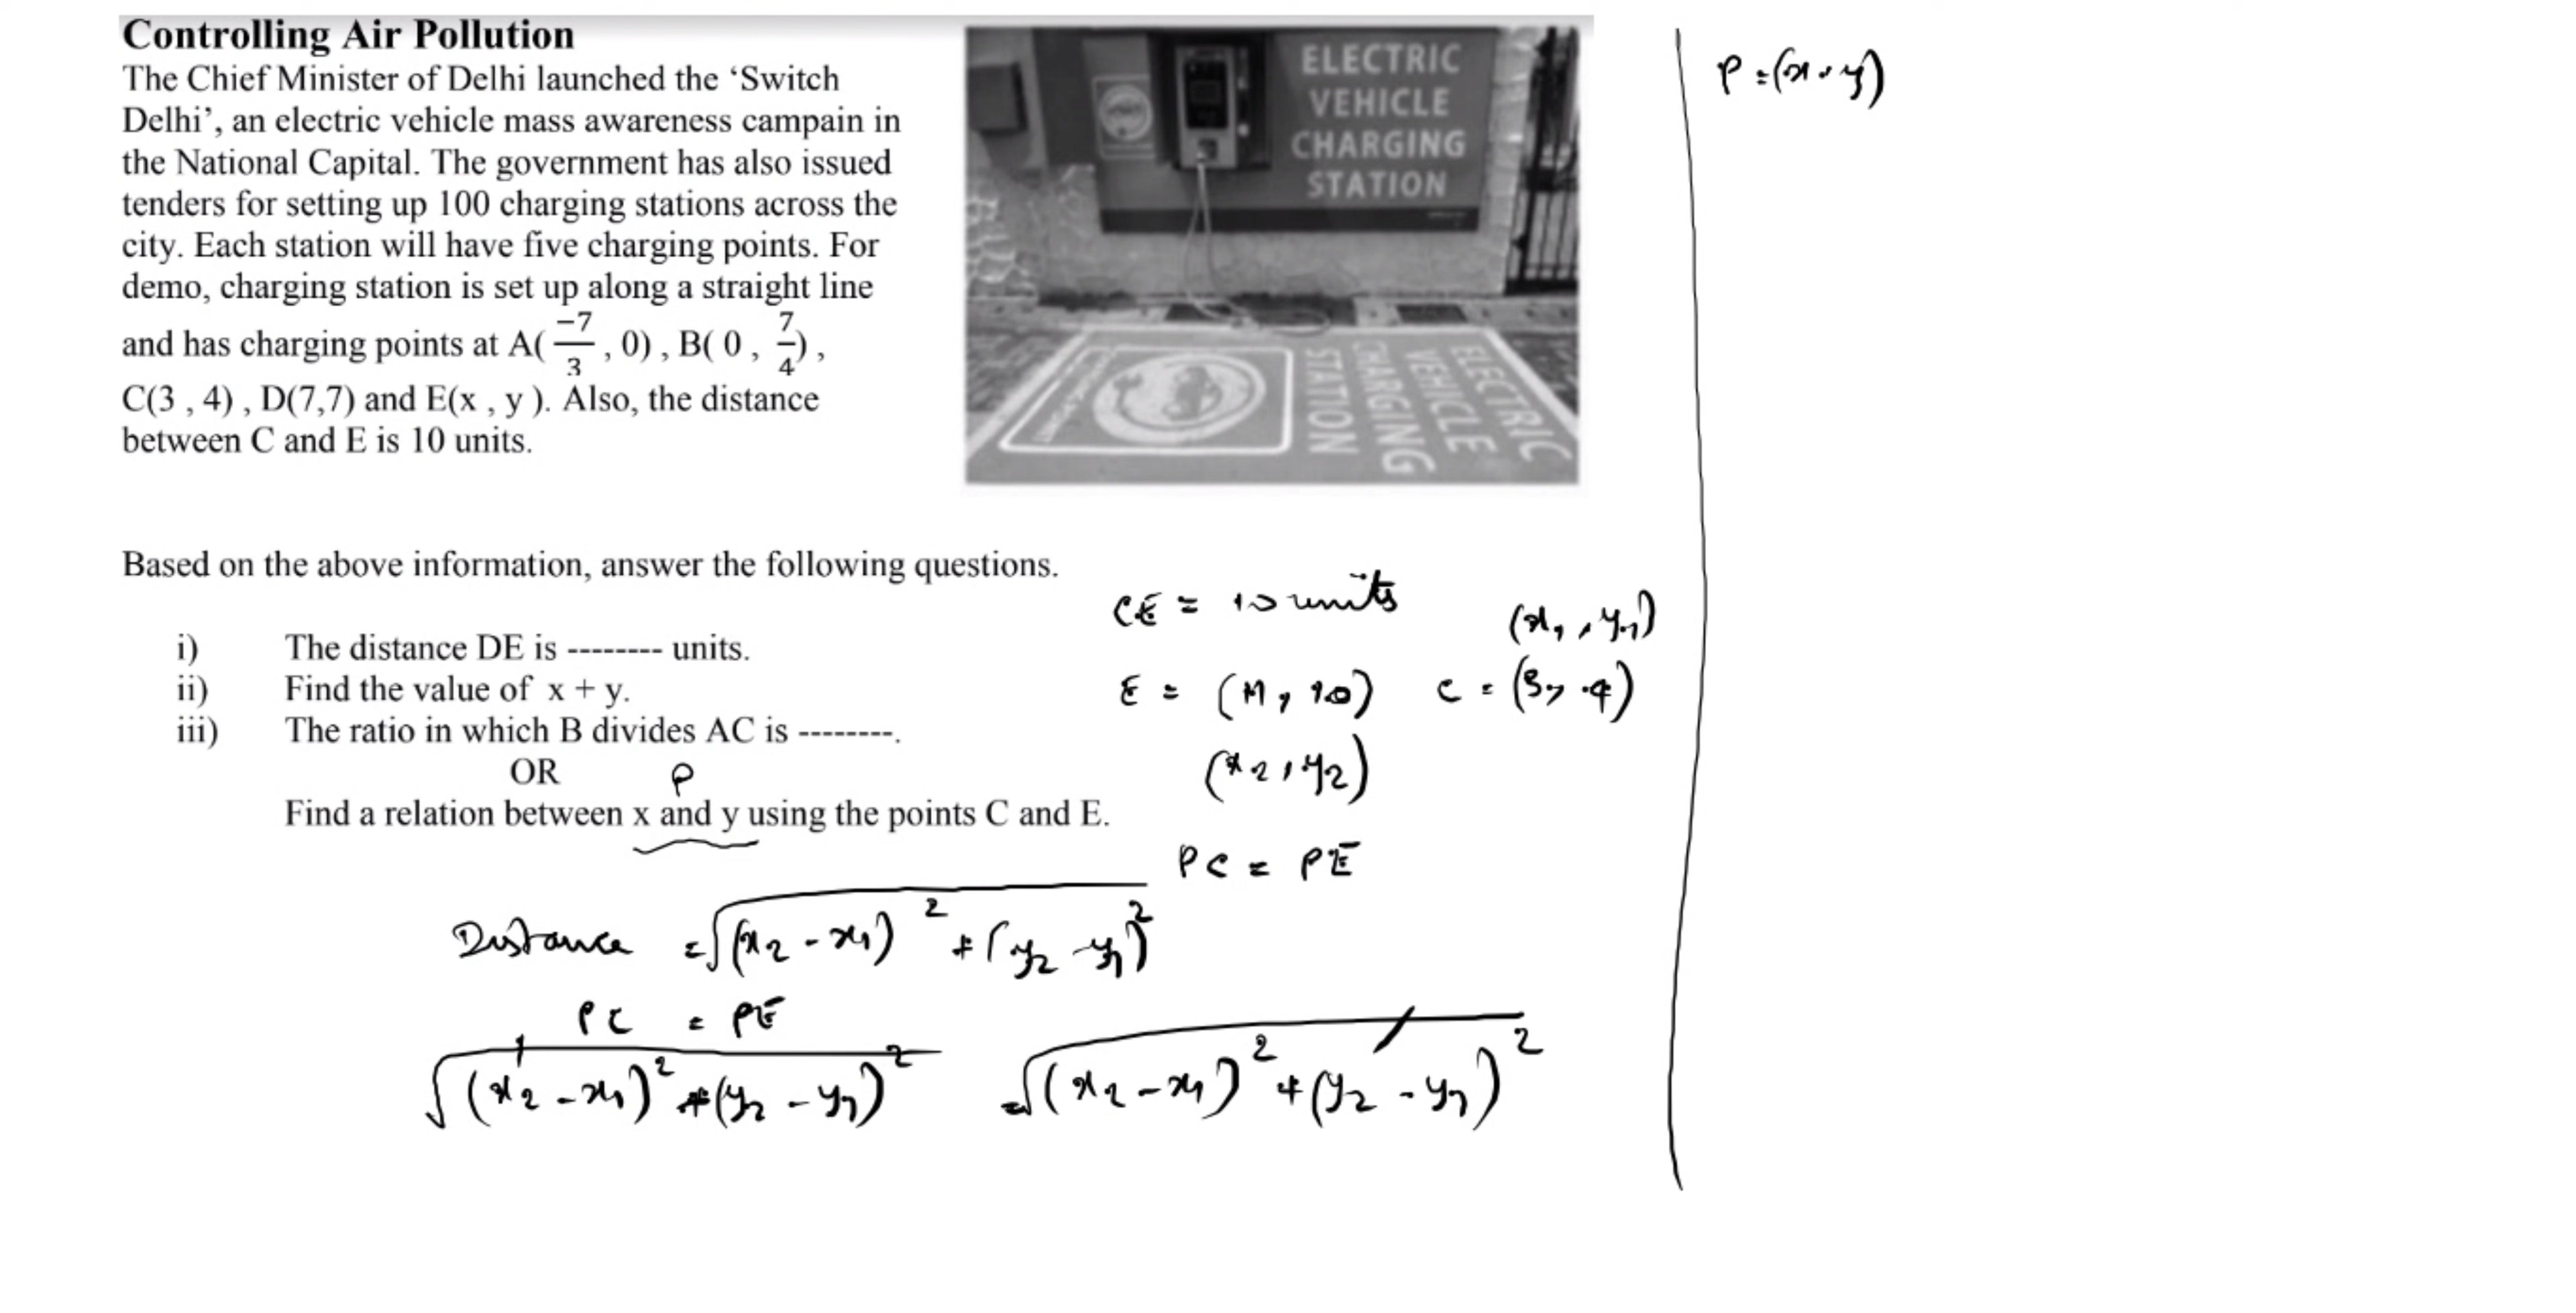 Controlling Air Pollution
The Chief Minister of Delhi launched the ‘Switch
Delhi’, an electric vehicle mass awareness campain in
the National Capital. The government has also issued
tenders for setting up 100 charging stations across the
city. Each station will have five charging points. For
demo, charging station is set up along a straight line
and has charging points at A(-7/3, 0) , B( 0 , 7/4) ,
C(3 , 4) , D(7,7) and E(x , y ). Also, the distance
between C and E is 10 units.
ELECTRIC
VEHICLE
CHARGING
STATION
ELECTRIC
VEHICLE
CHARGING
STATION
P =(x, y)
Based on the above information, answer the following questions.
i) The distance DE is -------- units.
ii) Find the value of x + y.
iii) The ratio in which B divides AC is --------.
OR
P
Find a relation between x and y using the points C and E.
CE = 10 units
(x1, y1)
E = (11, 10) C = (3, 4)
(x2, y2)
PC = PE
Distance = √(x2 - x1)² + (y2 - y1)²
PC = PE
√(x2 - x1)² + (y2 - y1)² = √(x2 - x1)² + (y2 - y1)²